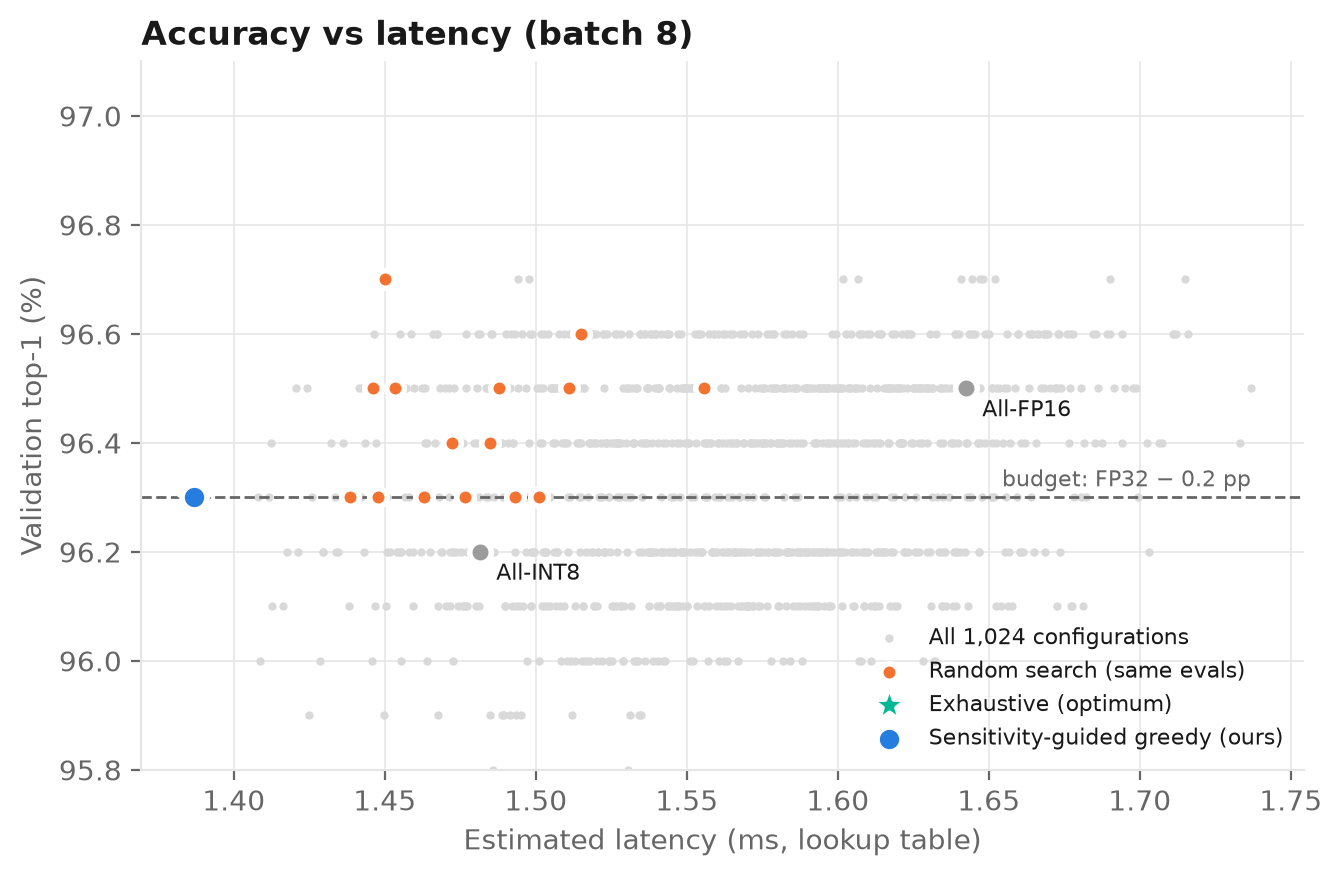 Accuracy vs latency (batch 8)
Validation top-1 (%)
97.0
96.8
96.6
96.4
96.2
96.0
95.8
All-FP16
budget: FP32 − 0.2 pp
All-INT8
All 1,024 configurations
Random search (same evals)
Exhaustive (optimum)
Sensitivity-guided greedy (ours)
1.40 1.45 1.50 1.55 1.60 1.65 1.70 1.75
Estimated latency (ms, lookup table)